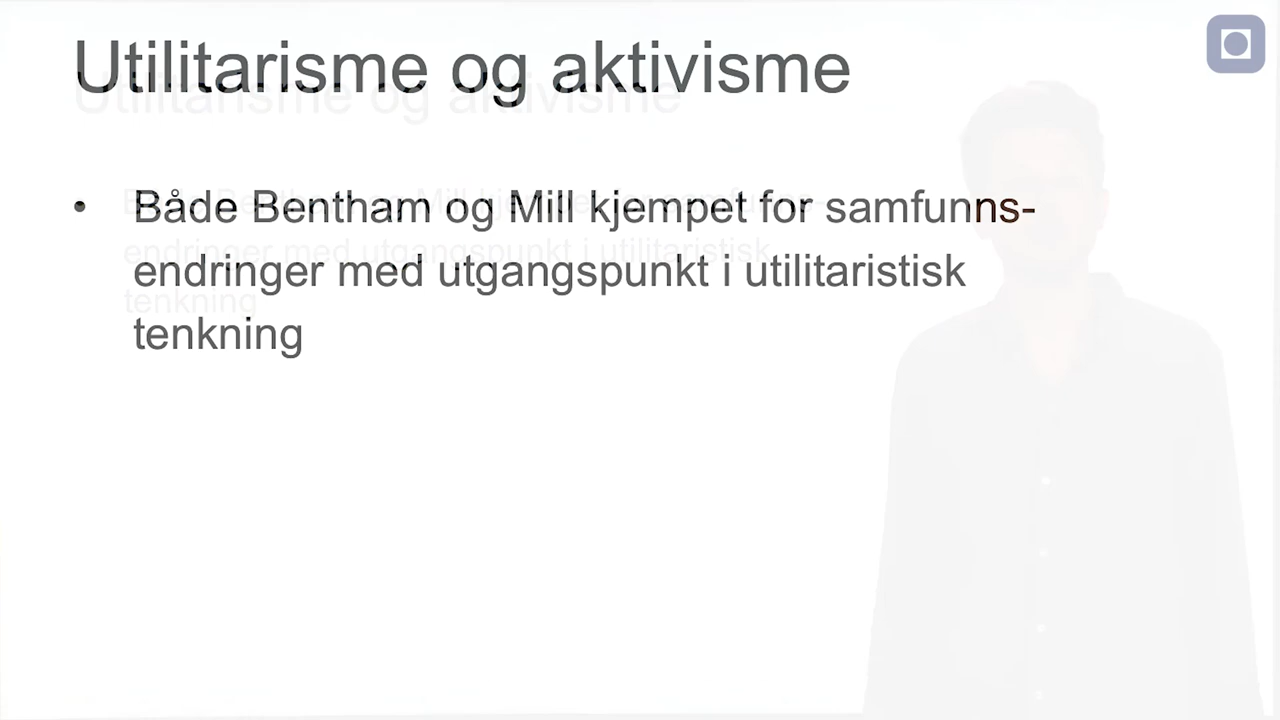 Utilitarisme og aktivisme
• Både Bentham og Mill kjempet for samfunns-
endringer med utgangspunkt i utilitaristisk
tenkning